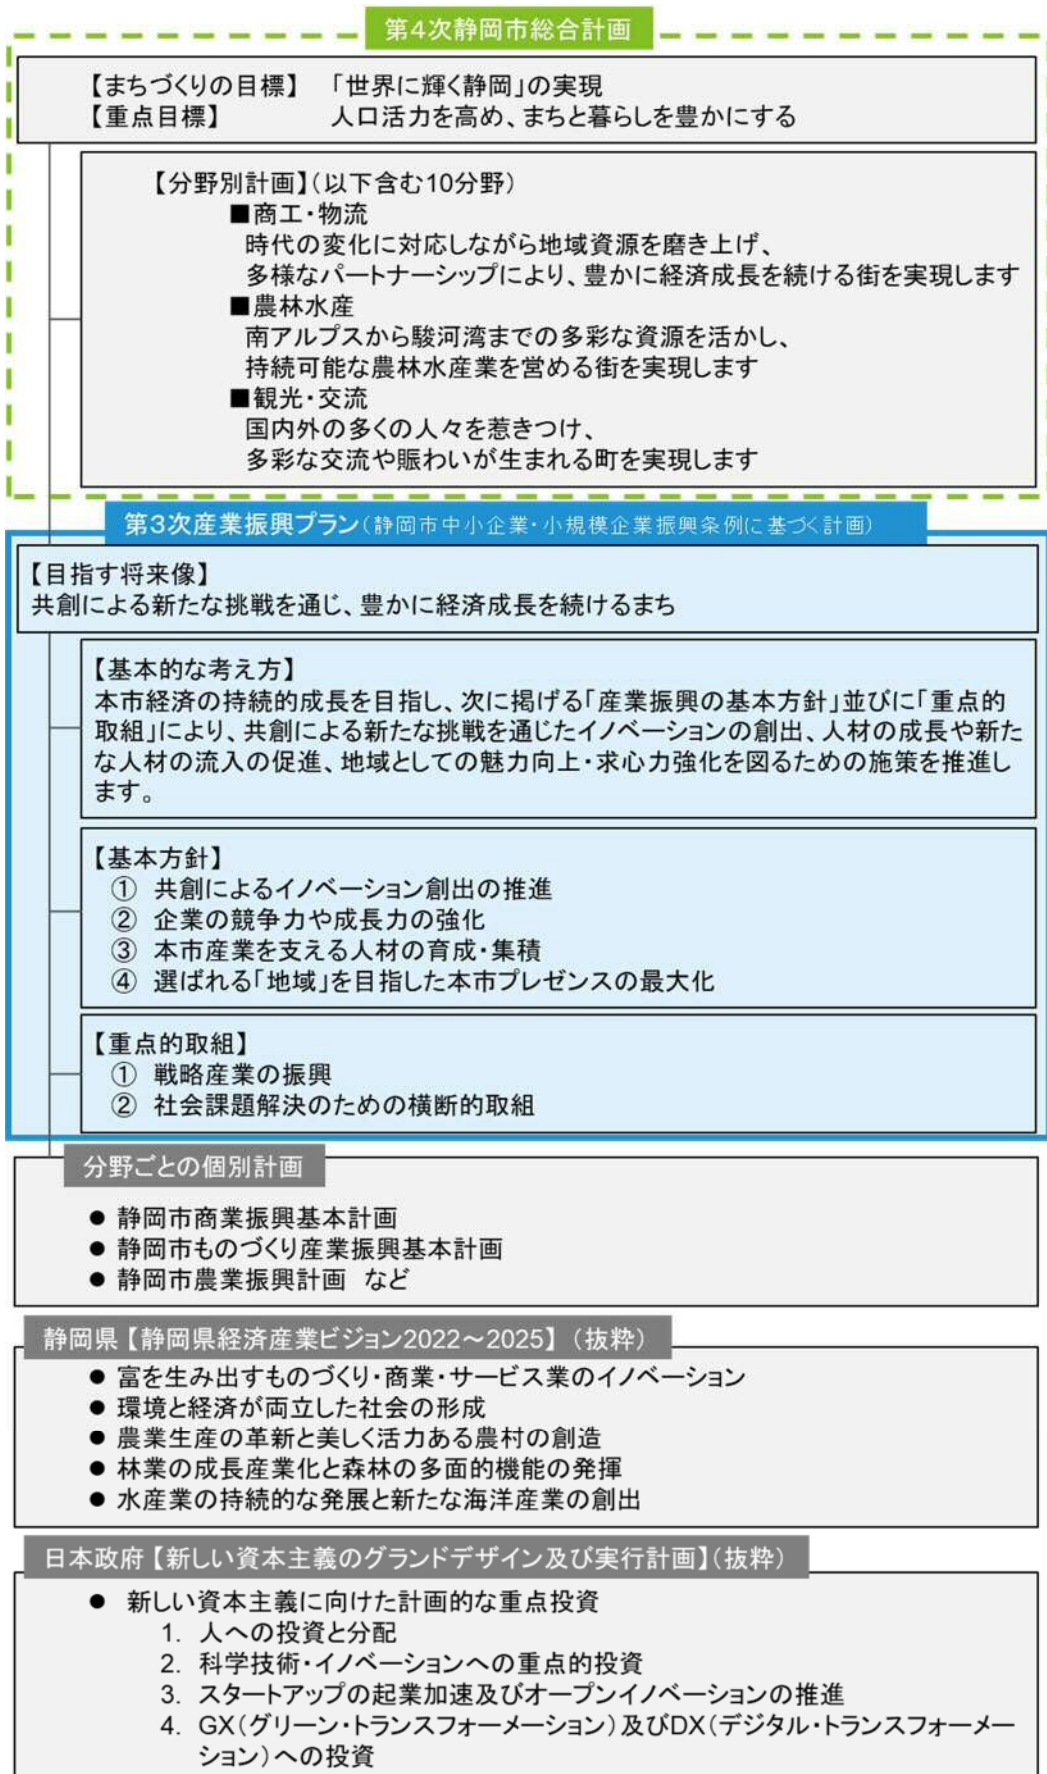 第4次静岡市総合計画
【まちづくりの目標】 「世界に輝く静岡」の実現
【重点目標】 人口活力を高め、まちと暮らしを豊かにする
【分野別計画】(以下含む10分野)
■商工・物流
時代の変化に対応しながら地域資源を磨き上げ、
多様なパートナーシップにより、豊かに経済成長を続ける街を実現します
■農林水産
南アルプスから駿河湾までの多彩な資源を活かし、
持続可能な農林水産業を営める街を実現します
■観光・交流
国内外の多くの人々を惹きつけ、
多彩な交流や賑わいが生まれる町を実現します
第3次産業振興プラン(静岡市中小企業・小規模企業振興条例に基づく計画)
【目指す将来像】
共創による新たな挑戦を通じ、豊かに経済成長を続けるまち
【基本的な考え方】
本市経済の持続的成長を目指し、次に掲げる「産業振興の基本方針」並びに「重点的
取組」により、共創による新たな挑戦を通じたイノベーションの創出、人材の成長や新た
な人材の流入の促進、地域としての魅力向上・求心力強化を図るための施策を推進し
ます。
【基本方針】
① 共創によるイノベーション創出の推進
② 企業の競争力や成長力の強化
③ 本市産業を支える人材の育成・集積
④ 選ばれる「地域」を目指した本市プレゼンスの最大化
【重点的取組】
① 戦略産業の振興
② 社会課題解決のための横断的取組
分野ごとの個別計画
● 静岡市商業振興基本計画
● 静岡市ものづくり産業振興基本計画
● 静岡市農業振興計画 など
静岡県【静岡県経済産業ビジョン2022～2025】(抜粋)
● 富を生み出すものづくり・商業・サービス業のイノベーション
● 環境と経済が両立した社会の形成
● 農業生産の革新と美しく活力ある農村の創造
● 林業の成長産業化と森林の多面的機能の発揮
● 水産業の持続的な発展と新たな海洋産業の創出
日本政府【新しい資本主義のグランドデザイン及び実行計画】(抜粋)
● 新しい資本主義に向けた計画的な重点投資
1. 人への投資と分配
2. 科学技術・イノベーションへの重点的投資
3. スタートアップの起業加速及びオープンイノベーションの推進
4. GX(グリーン・トランスフォーメーション)及びDX(デジタル・トランスフォーメー
ション)への投資